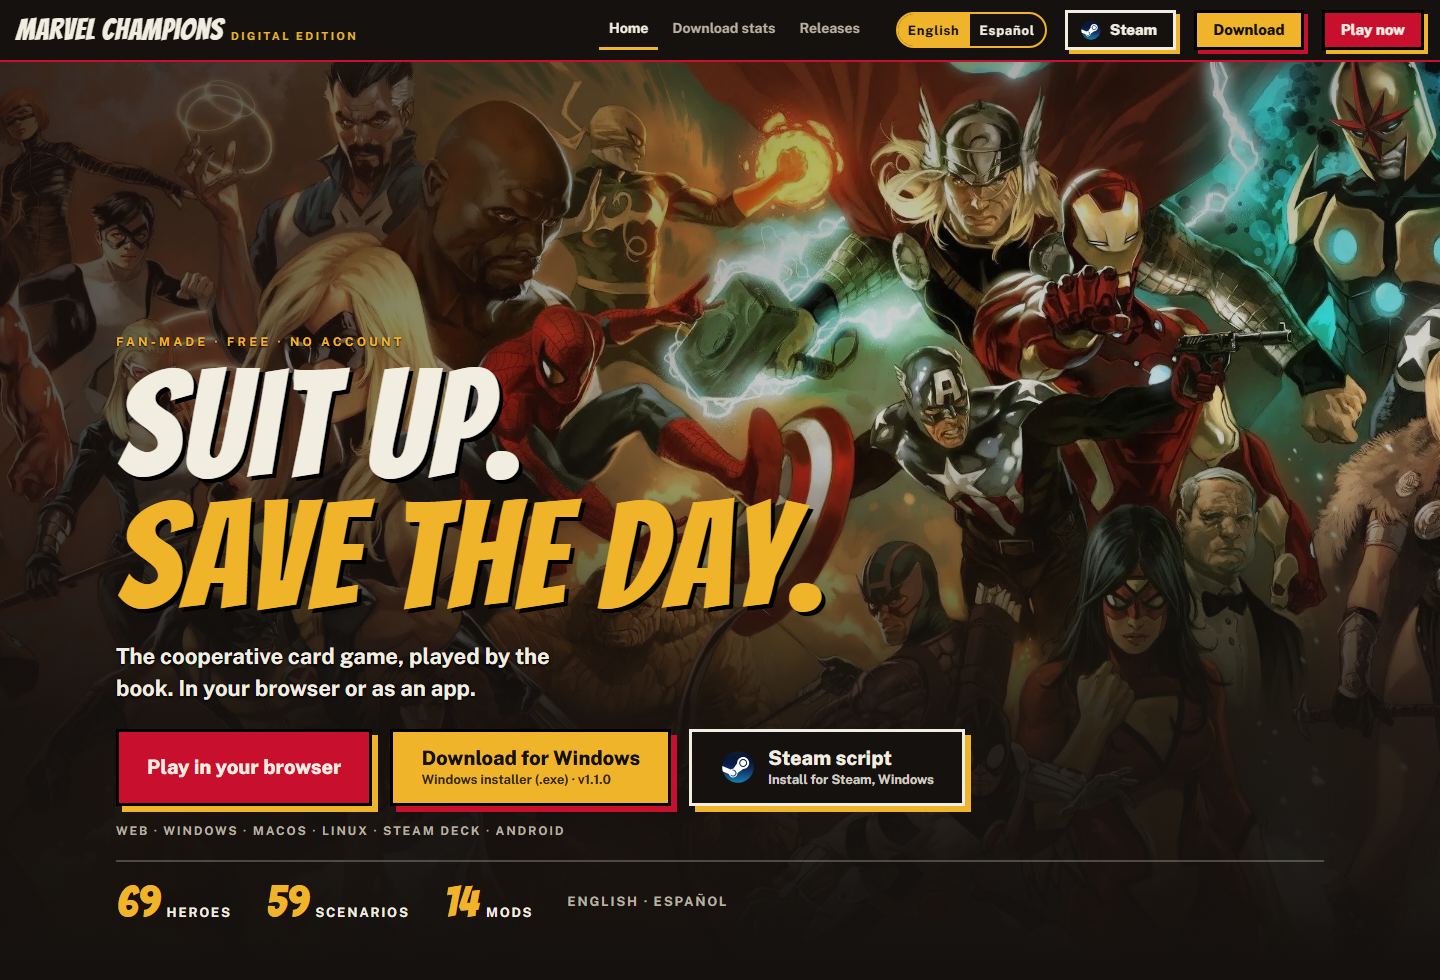 MARVEL CHAMPIONS DIGITAL EDITION
Home Download stats Releases English Español Steam Download Play now
FAN-MADE · FREE · NO ACCOUNT
SUIT UP.
SAVE THE DAY.
The cooperative card game, played by the
book. In your browser or as an app.
Play in your browser
Download for Windows
Windows installer (.exe) · v1.1.0
Steam script
Install for Steam, Windows
WEB · WINDOWS · MACOS · LINUX · STEAM DECK · ANDROID
69 HEROES 59 SCENARIOS 14 MODS ENGLISH · ESPAÑOL